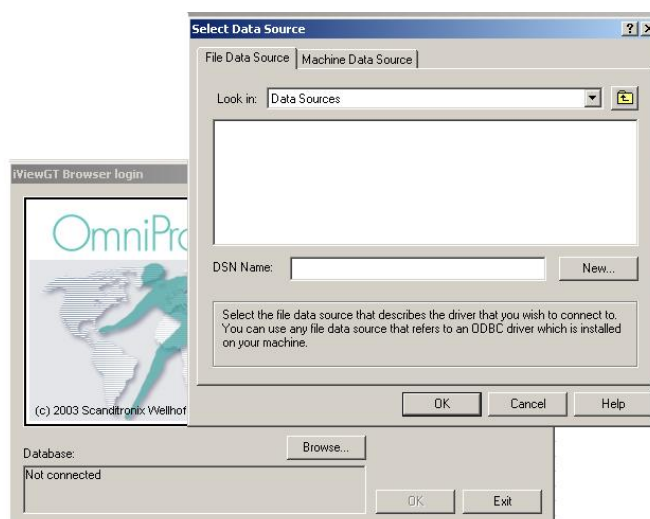 Select Data Source
File Data Source
Machine Data Source
Look in:
Data Sources
DSN Name:
New...
Select the file data source that describes the driver that you wish to connect to.
You can use any file data source that refers to an ODBC driver which is installed
on your machine.
OK
Cancel
Help
iViewGT Browser login
OmniPro
(c) 2003 Scanditronix Wellhof
Database:
Browse...
Not connected
OK
Exit